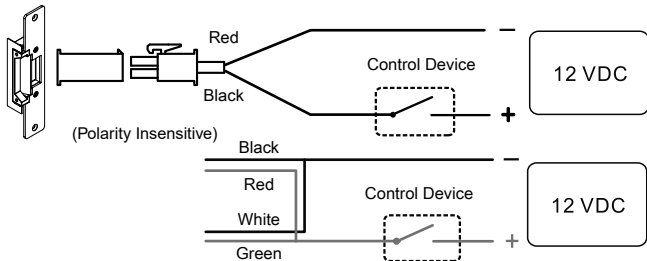 Red
−
Control Device
12 VDC
Black
+
(Polarity Insensitive)
Black
−
Red
Control Device
12 VDC
White
+
Green